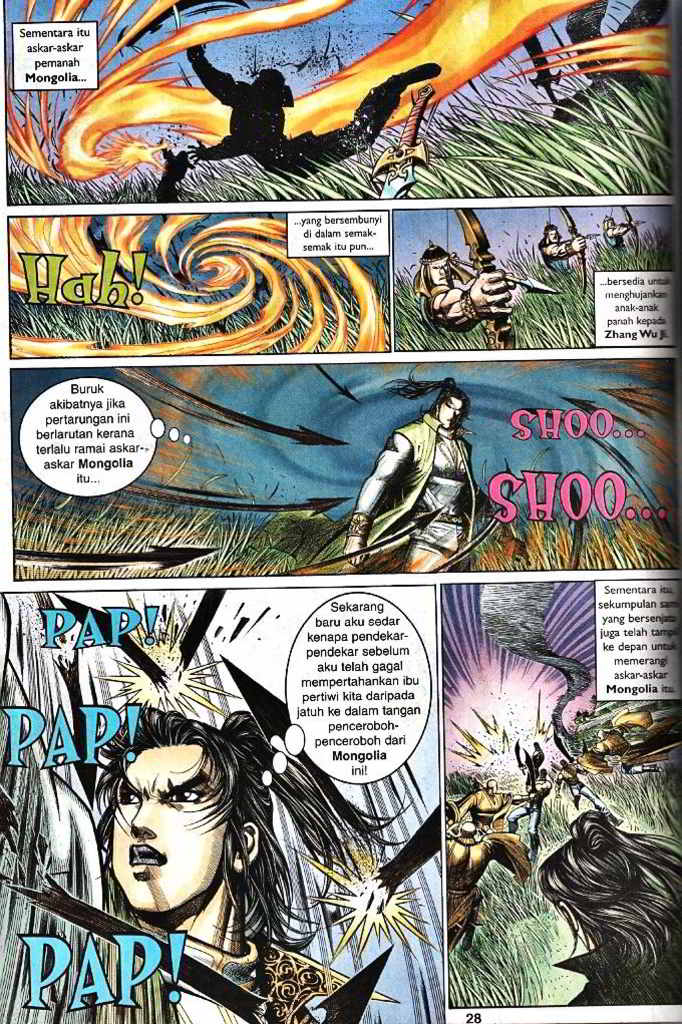 Sementara itu
askar-askar
pemanah
Mongolia...
Hah!
...yang bersembunyi
di dalam semak-
semak itu pun...
...bersedia untuk
menghujankan
anak-anak
panah kepada
Zhang Wu Ji.
Buruk
akibatnya jika
pertarungan ini
berlarutan kerana
terlalu ramai askar-
askar Mongolia
itu...
SHOO...
SHOO...
PAP!
PAP!
PAP!
Sekarang
baru aku sedar
kenapa pendekar-
pendekar sebelum
aku telah gagal
mempertahankan ibu
pertiwi kita daripada
jatuh ke dalam tangan
penceroboh-
penceroboh dari
Mongolia
ini!
Sementara itu,
sekumpulan
yang bersenjata
juga telah
ke depan untuk
memerangi
askar-askar
Mongolia itu.
28